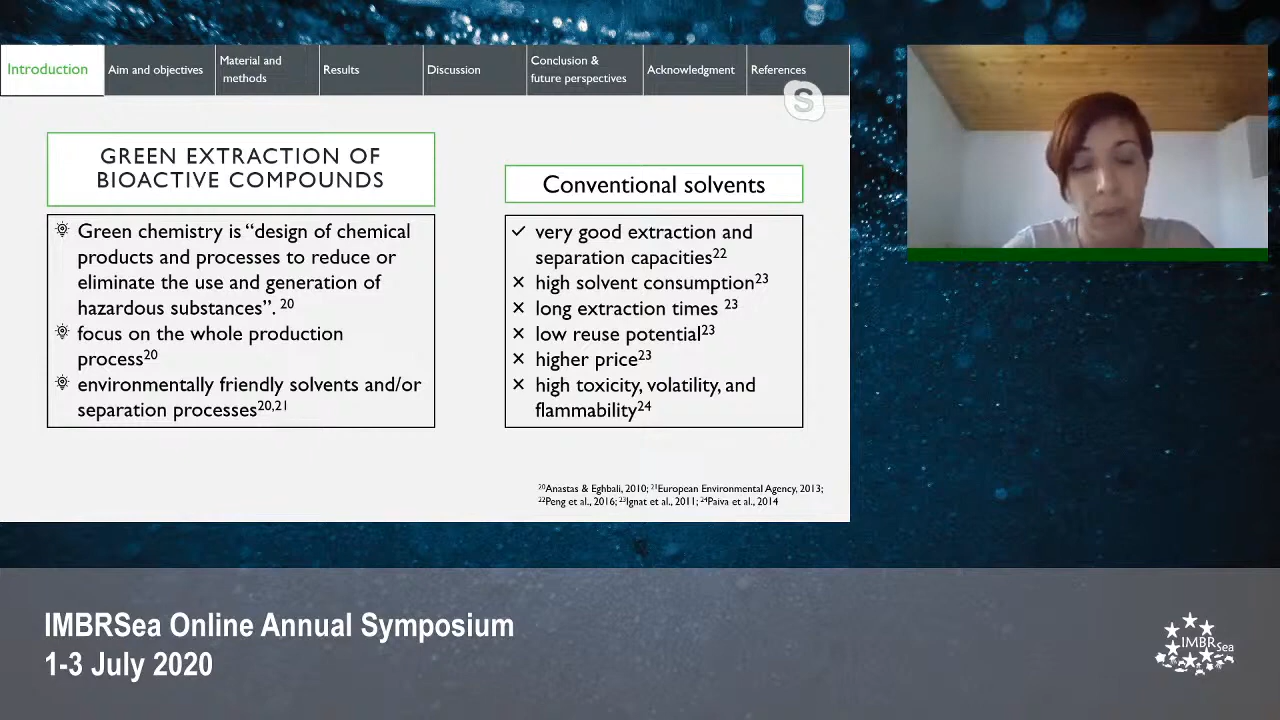 Introduction
Aim and objectives
Material and
methods
Results
Discussion
Conclusion &
future perspectives
Acknowledgment
References
S
GREEN EXTRACTION OF
BIOACTIVE COMPOUNDS
Green chemistry is “design of chemical
products and processes to reduce or
eliminate the use and generation of
hazardous substances”. 20
focus on the whole production
process20
environmentally friendly solvents and/or
separation processes20,21
Conventional solvents
✓ very good extraction and
separation capacities22
× high solvent consumption23
× long extraction times 23
× low reuse potential23
× higher price23
× high toxicity, volatility, and
flammability24
20Anastas & Eghbali, 2010; 21European Environmental Agency, 2013;
22Peng et al., 2016; 23Ignat et al., 2011; 24Paiva et al., 2014
IMBRSea Online Annual Symposium
1-3 July 2020
IMBRSea